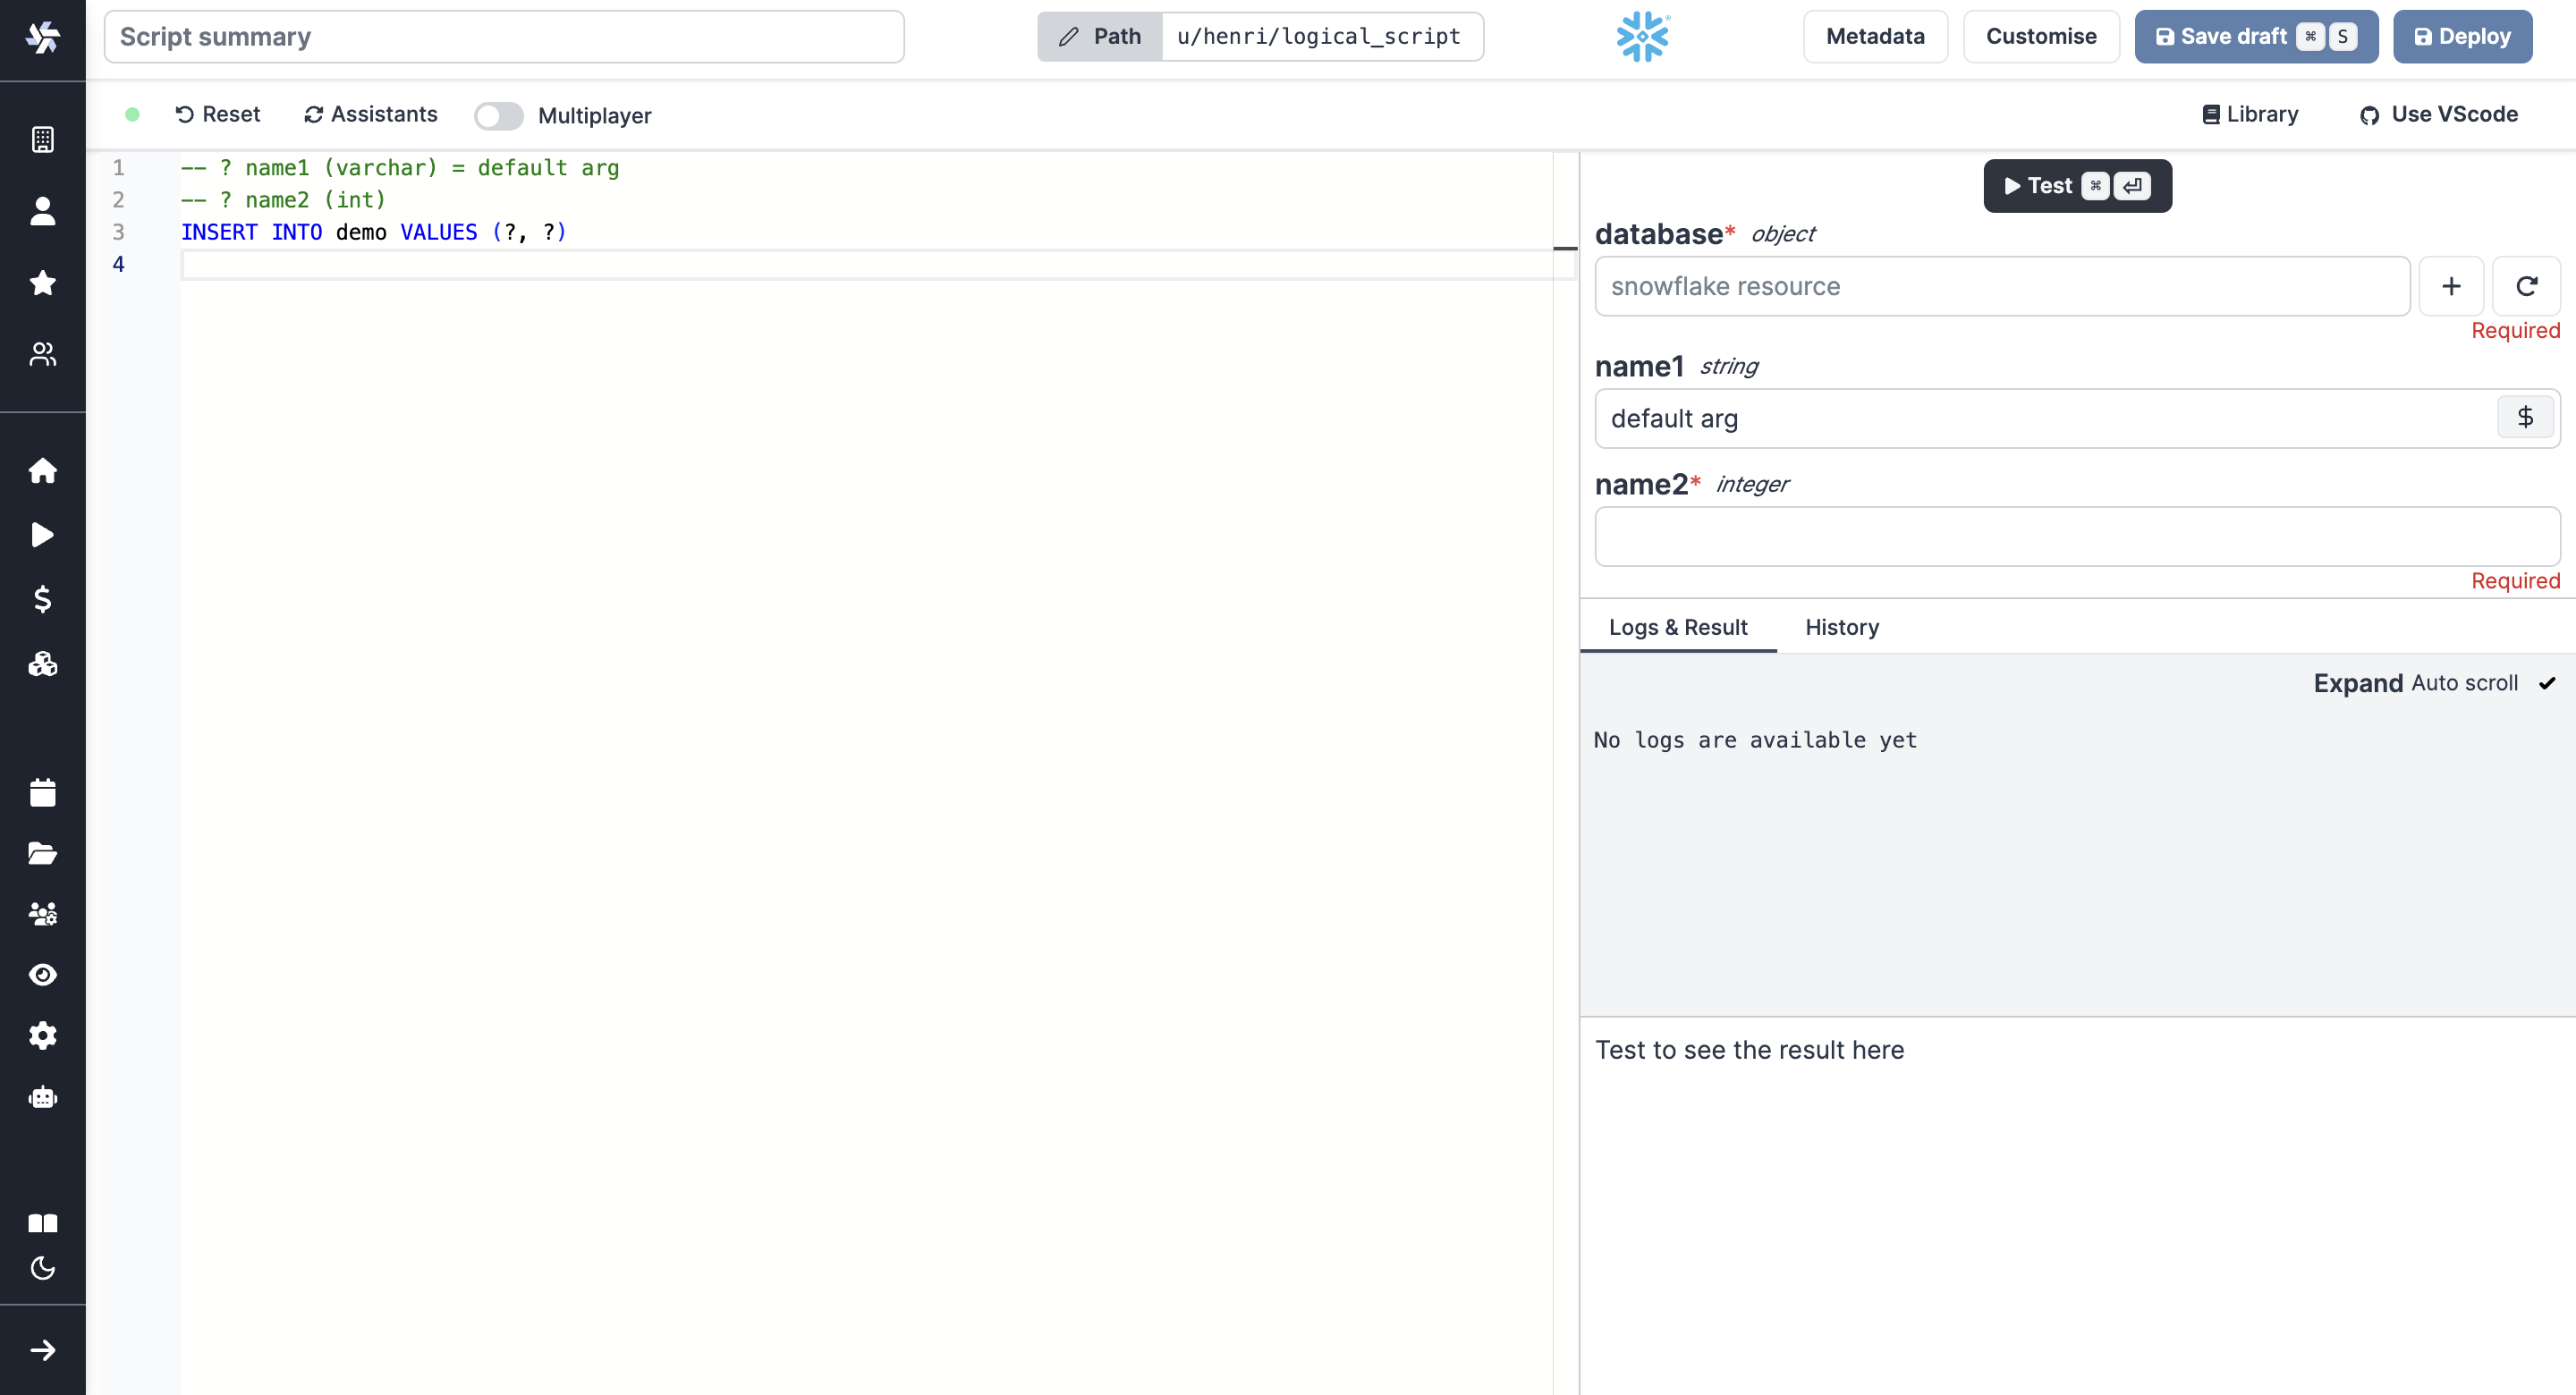 Script summary
Path u/henri/logical_script
Metadata Customise Save draft ⌘ S Deploy
Reset Assistants Multiplayer
Library Use VScode
1 -- ? name1 (varchar) = default arg
2 -- ? name2 (int)
3 INSERT INTO demo VALUES (?, ?)
4
Test ⌘
database* object
snowflake resource
Required
name1 string
default arg
$
name2* integer
Required
Logs & Result History
Expand Auto scroll
No logs are available yet
Test to see the result here